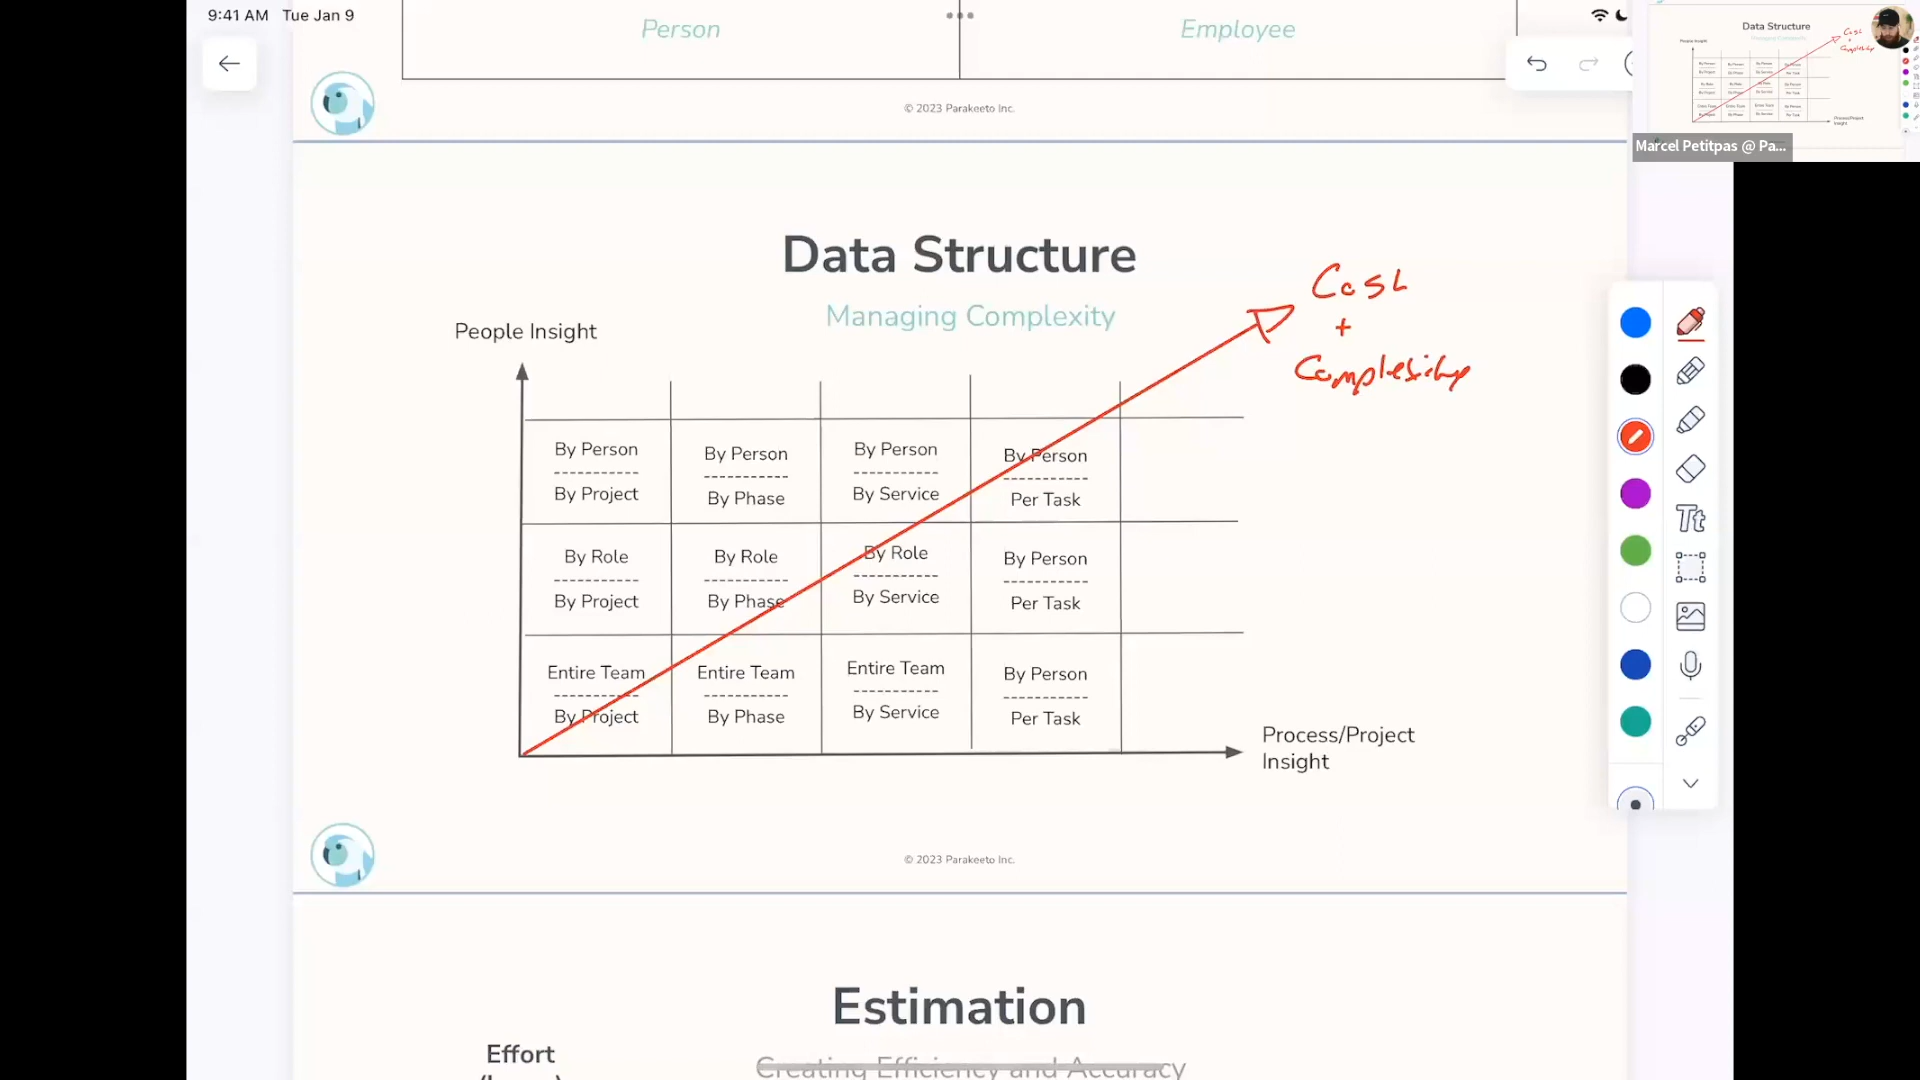 9:41 AM Tue Jan 9
Person
Employee
© 2023 Parakeeto Inc.
Data Structure
Managing Complexity
Cost
+
Complexity
People Insight
By Person
By Project
By Person
By Phase
By Person
By Service
By Person
Per Task
By Role
By Project
By Role
By Phase
By Role
By Service
By Person
Per Task
Entire Team
By Project
Entire Team
By Phase
Entire Team
By Service
By Person
Per Task
Process/Project
Insight
© 2023 Parakeeto Inc.
Estimation
Creating Efficiency and Accuracy
Effort
Tt
Data Structure
Marcel Petitpas @ Pa...